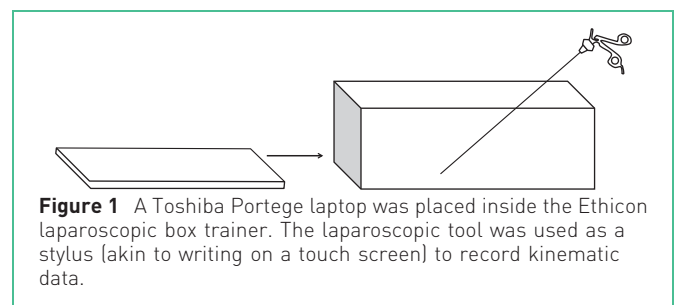 Figure 1 A Toshiba Portege laptop was placed inside the Ethicon
laparoscopic box trainer. The laparoscopic tool was used as a
stylus (akin to writing on a touch screen) to record kinematic
data.